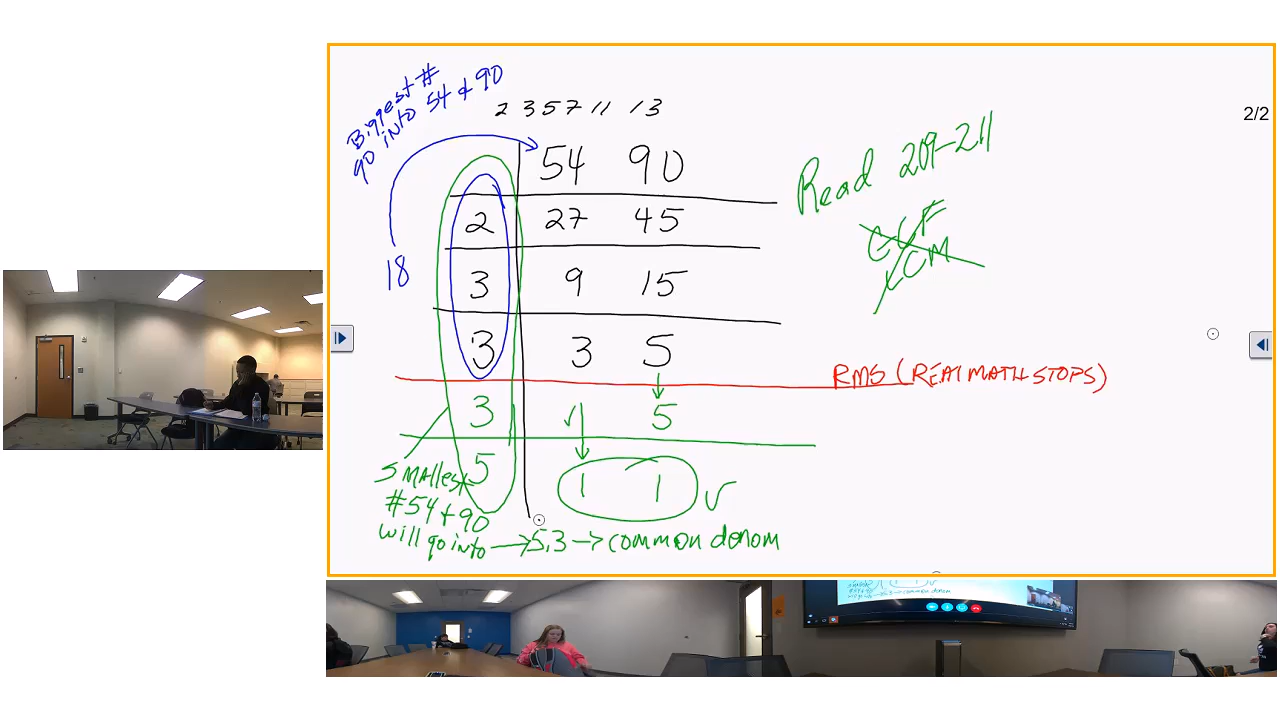 Biggest #
go into 54 & 90
2 3 5 7 11 13
2/2
54 90
Read 209-211
2 27 45
GCF
LCM
18
3 9 15
3 3 5
RMS (REAl MATH STOPS)
3 5
5 1 1
Smallest
#54 + 90
will go into → 5.3 → common denom